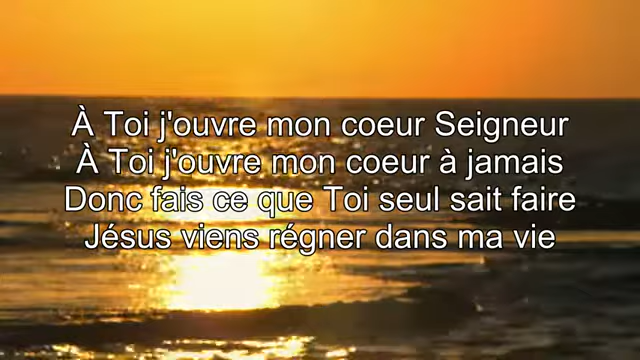 À Toi j'ouvre mon coeur Seigneur
À Toi j'ouvre mon coeur à jamais
Donc fais ce que Toi seul sait faire
Jésus viens régner dans ma vie